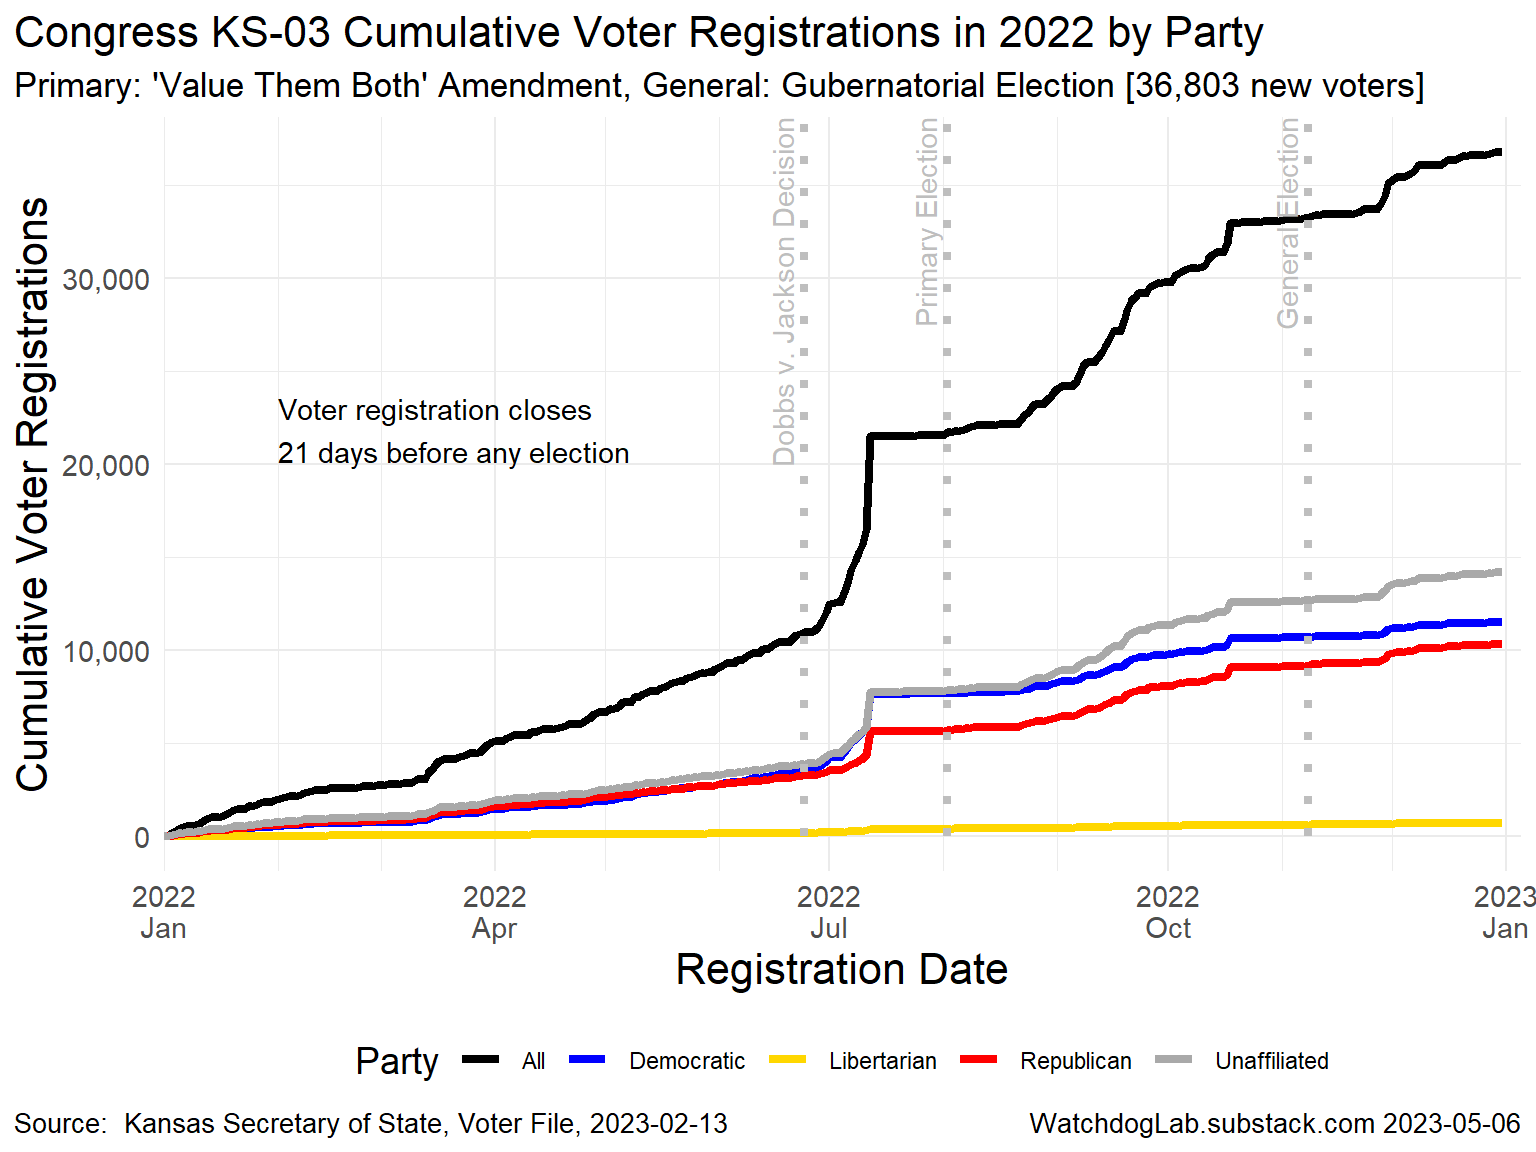 Congress KS-03 Cumulative Voter Registrations in 2022 by Party
Primary: 'Value Them Both' Amendment, General: Gubernatorial Election [36,803 new voters]
Cumulative Voter Registrations
30,000
20,000
10,000
0
Dobbs v. Jackson Decision
Primary Election
General Election
Voter registration closes
21 days before any election
2022
Jan
2022
Apr
2022
Jul
2022
Oct
2023
Jan
Registration Date
Party All Democratic Libertarian Republican Unaffiliated
Source:  Kansas Secretary of State, Voter File, 2023-02-13
WatchdogLab.substack.com 2023-05-06